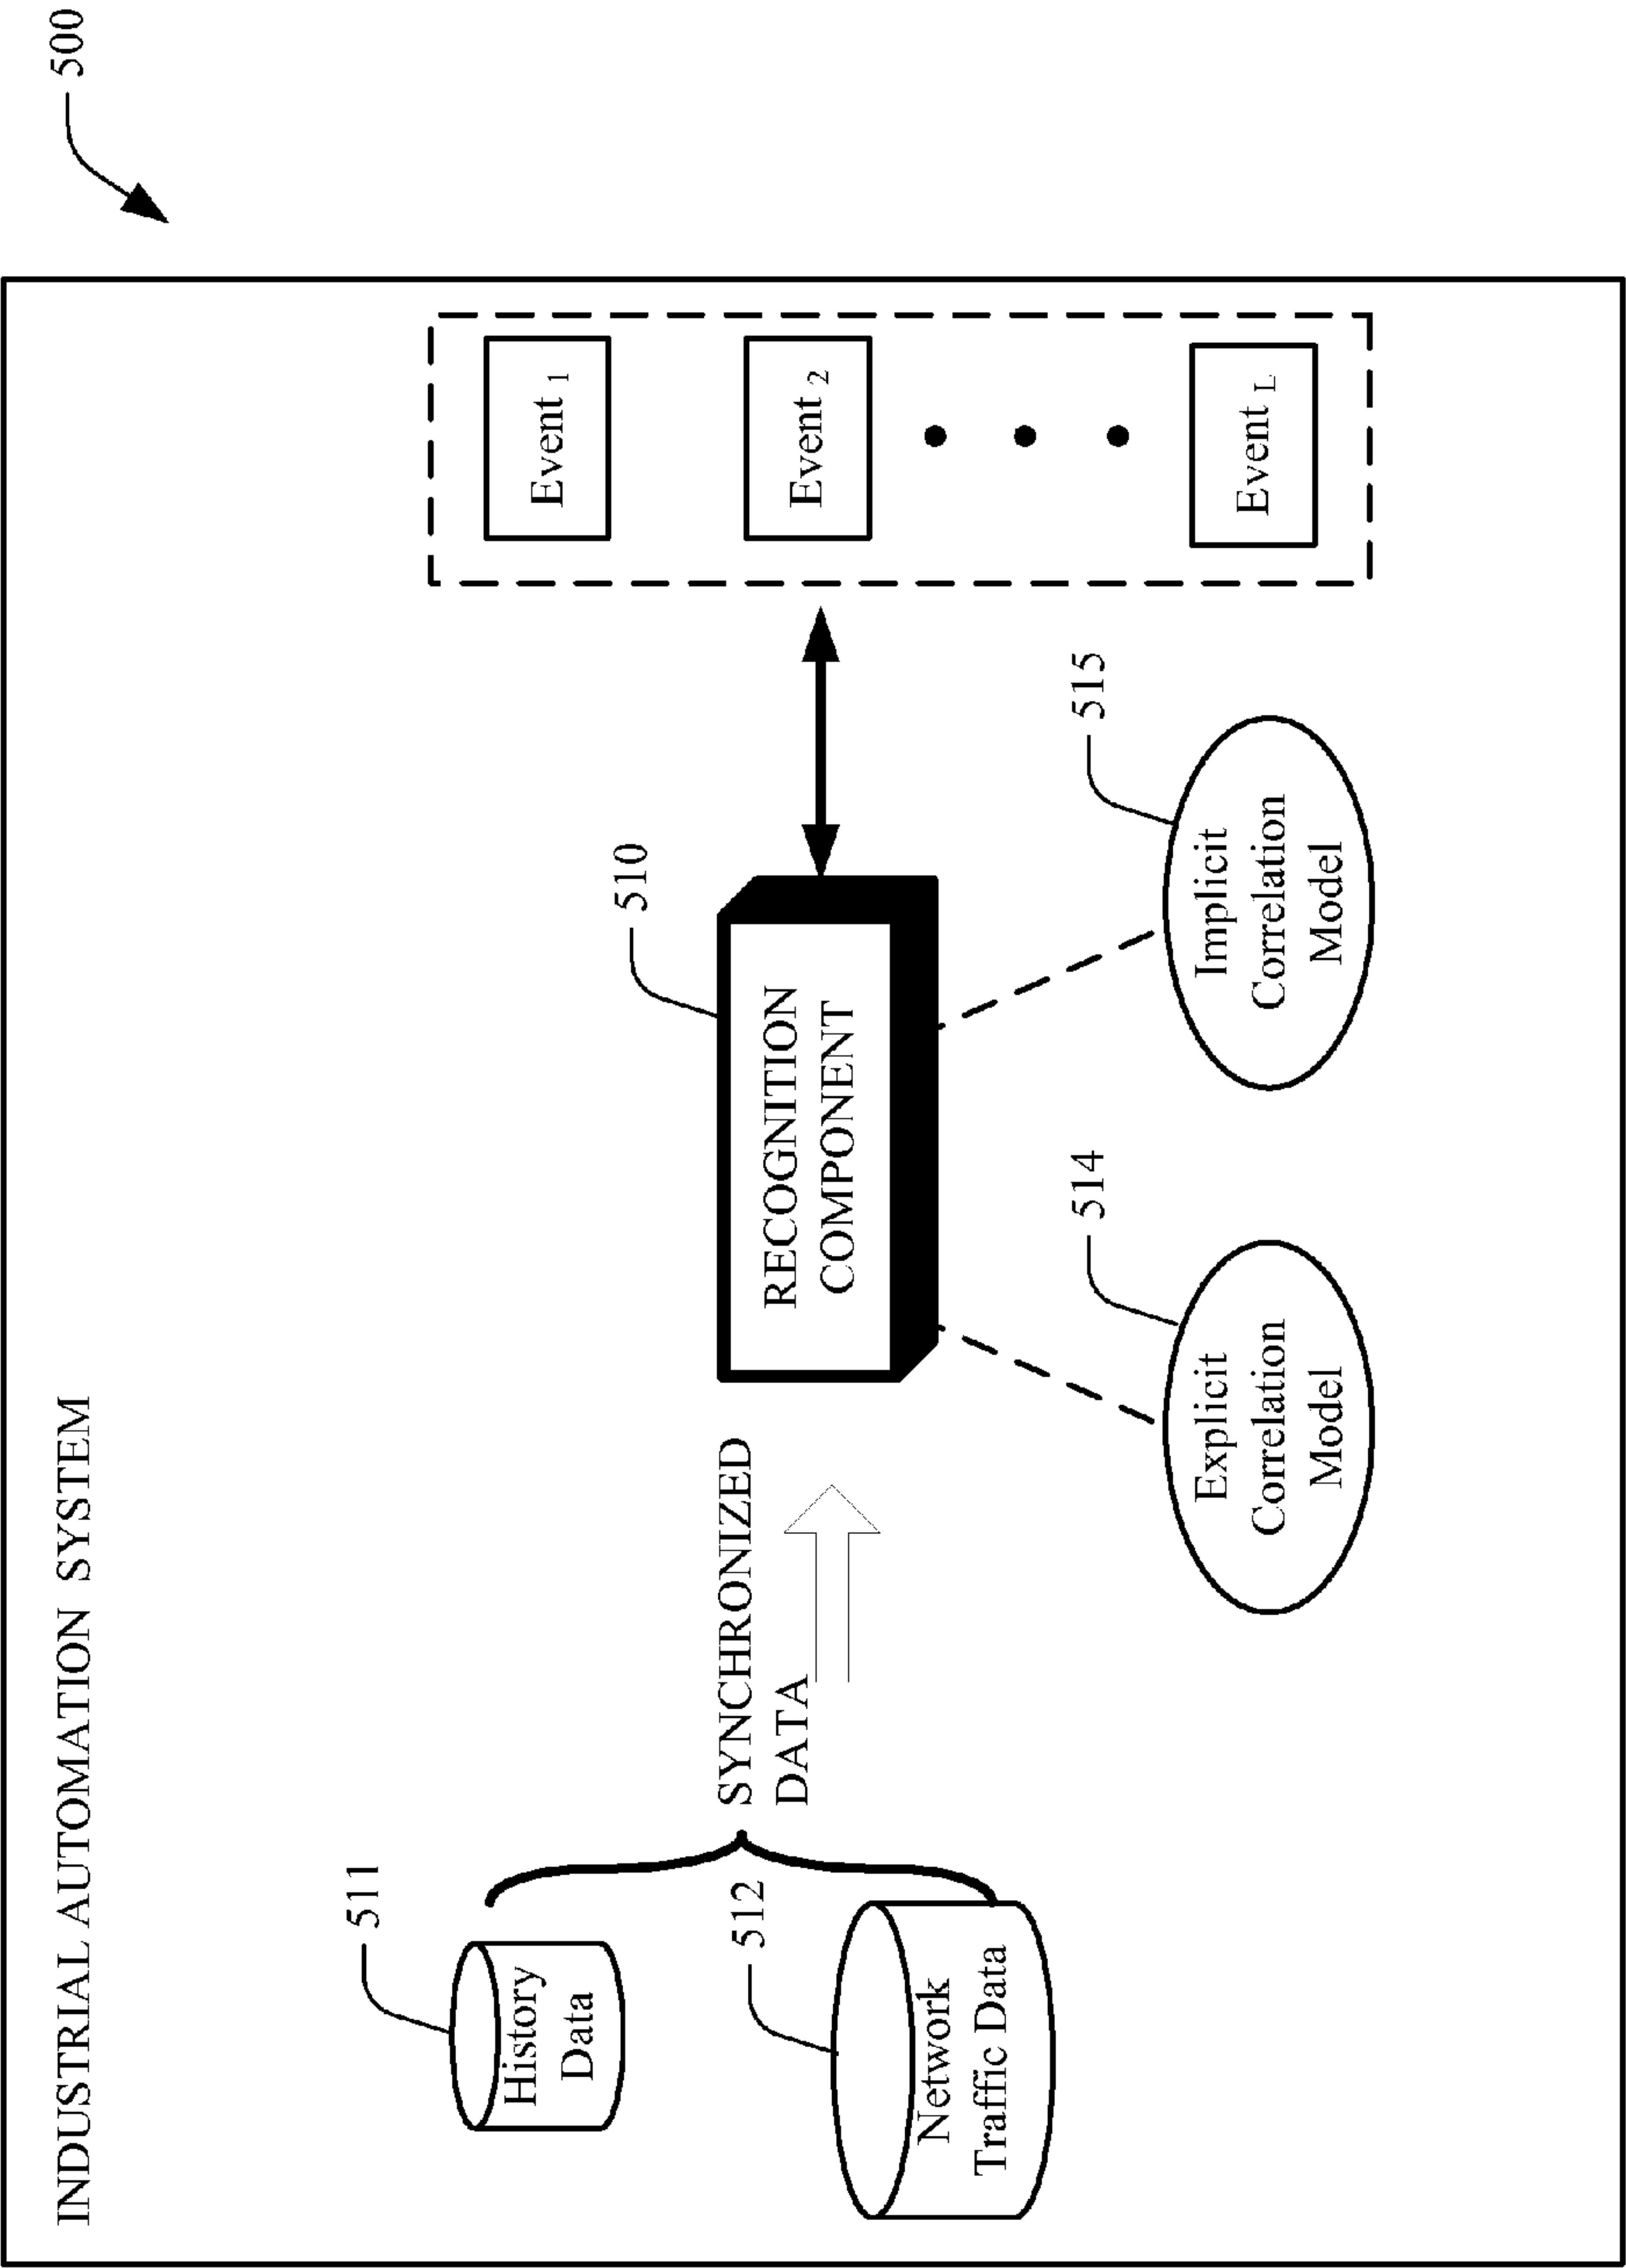 500
INDUSTRIAL AUTOMATION SYSTEM
511
History
Data
512
Network
Traffic Data
SYNCHRONIZED
DATA
510
RECOGNITION
COMPONENT
514
Explicit
Correlation
Model
515
Implicit
Correlation
Model
Event 1
Event 2
Event L